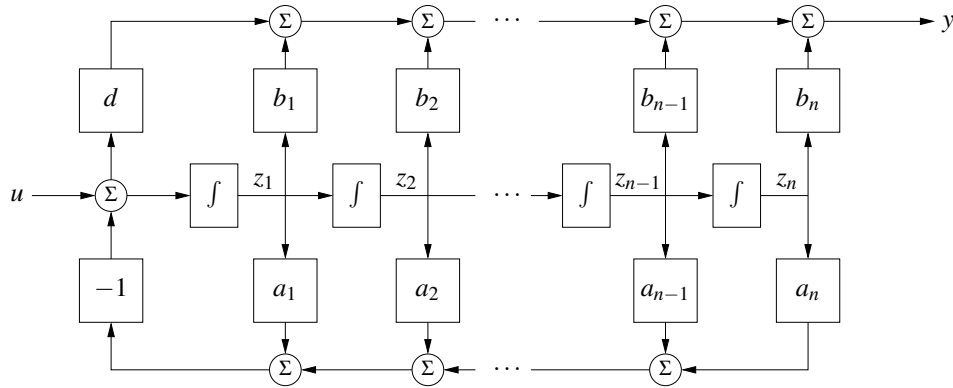 Σ Σ ⋯ Σ Σ y
d b₁ b₂ bₙ₋₁ bₙ
u Σ ∫ z₁ ∫ z₂ ⋯ ∫ zₙ₋₁ ∫ zₙ
−1 a₁ a₂ aₙ₋₁ aₙ
Σ Σ ⋯ Σ